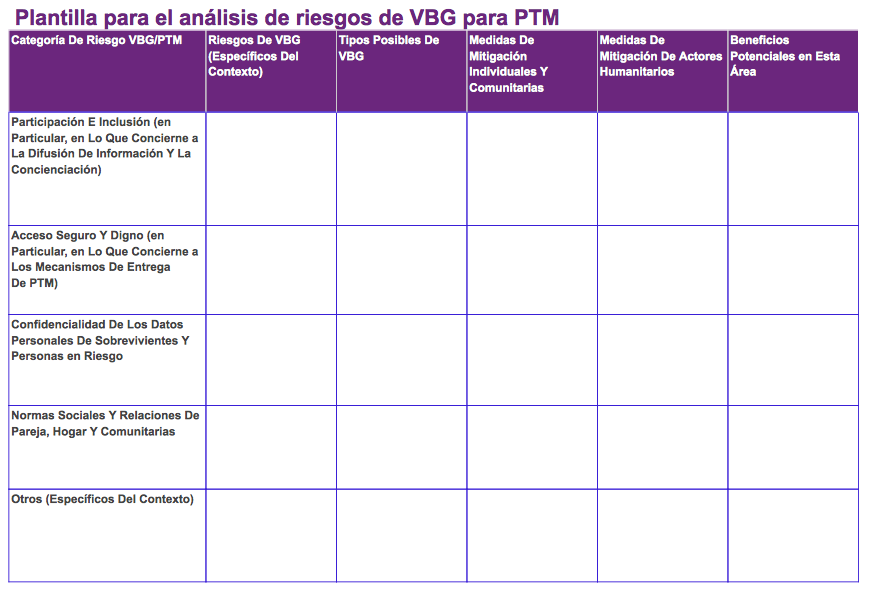 Plantilla para el análisis de riesgos de VBG para PTM
Categoría De Riesgo VBG/PTM
Riesgos De VBG
(Específicos Del
Contexto)
Tipos Posibles De
VBG
Medidas De
Mitigación
Individuales Y
Comunitarias
Medidas De
Mitigación De Actores
Humanitarios
Beneficios
Potenciales en Esta
Área
Participación E Inclusión (en
Particular, en Lo Que Concierne a
La Difusión De Información Y La
Concienciación)
Acceso Seguro Y Digno (en
Particular, en Lo Que Concierne a
Los Mecanismos De Entrega
De PTM)
Confidencialidad De Los Datos
Personales De Sobrevivientes Y
Personas en Riesgo
Normas Sociales Y Relaciones De
Pareja, Hogar Y Comunitarias
Otros (Específicos Del Contexto)